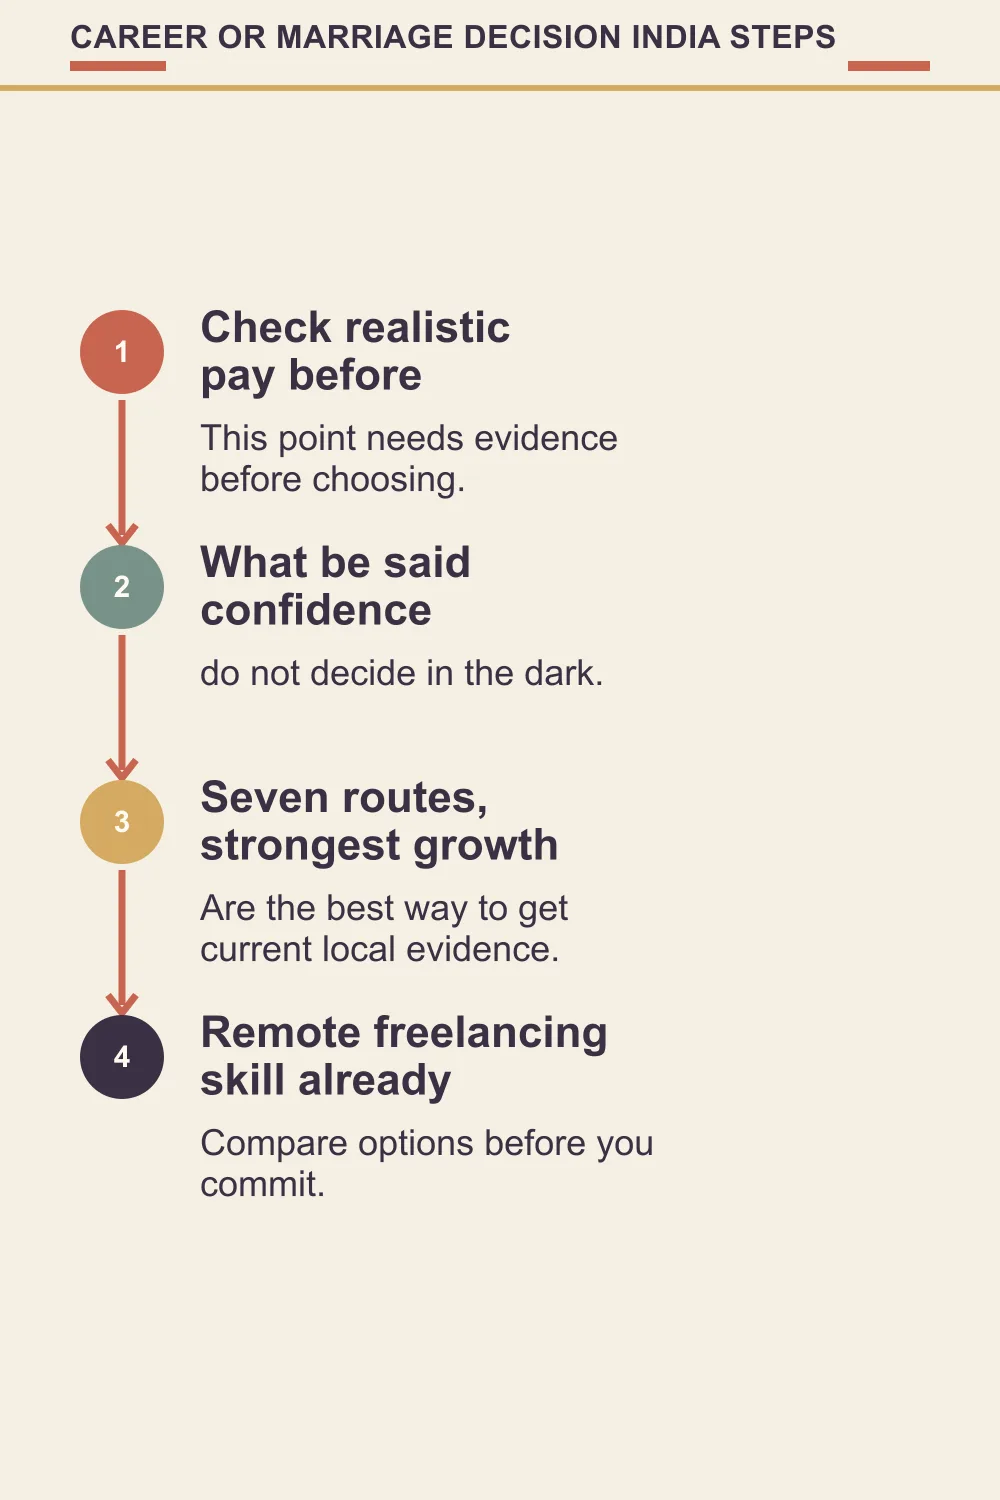 CAREER OR MARRIAGE DECISION INDIA STEPS
1
Check realistic
pay before
This point needs evidence
before choosing.
2
What be said
confidence
do not decide in the dark.
3
Seven routes,
strongest growth
Are the best way to get
current local evidence.
4
Remote freelancing
skill already
Compare options before you
commit.